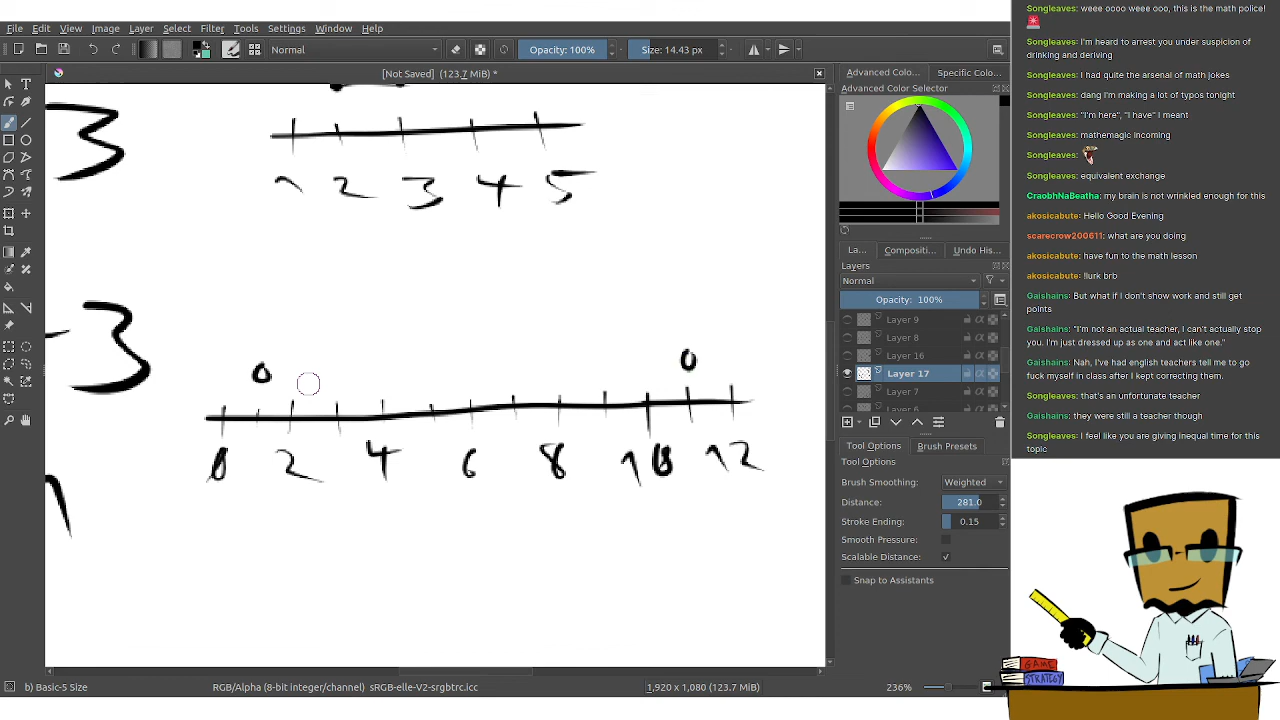 File Edit View Image Layer Select Filter Tools Settings Window Help
Normal
Opacity: 100%
Size: 14.43 px
[Not Saved] (123.7 MiB) *
3
1 2 3 4 5
-3
0 2 4 6 8 10 12
Advanced Colo... Specific Colo...
Advanced Color Selector
La... Compositi... Undo His...
Layers
Normal
Opacity: 100%
Layer 9
Layer 8
Layer 16
Layer 17
Layer 7
Layer 6
Tool Options Brush Presets
Tool Options
Brush Smoothing: Weighted
Distance: 281.0
Stroke Ending: 0.15
Smooth Pressure:
Scalable Distance: ✓
Snap to Assistants
b) Basic-5 Size
RGB/Alpha (8-bit integer/channel) sRGB-elle-V2-srgbtrc.icc
1,920 x 1,080 (123.7 MiB)
236%
Songleaves: weee oooo weee ooo, this is the math police!
Songleaves: I'm heard to arrest you under suspicion of
drinking and deriving
Songleaves: I had quite the arsenal of math jokes
Songleaves: dang I'm making a lot of typos tonight
Songleaves: "I'm here", "I have" I meant
Songleaves: mathemagic incoming
Songleaves:
Songleaves: equivalent exchange
CraobhNaBeatha: my brain is not wrinkled enough for this
akosicabute: Hello Good Evening
scarecrow200611: what are you doing
akosicabute: have fun to the math lesson
akosicabute: !lurk brb
Gaishains: But what if I don't show work and still get
points
Gaishains: "I'm not an actual teacher, I can't actually stop
you. I'm just dressed up as one and act like one."
Gaishains: Nah, I've had english teachers tell me to go
fuck myself in class after I kept correcting them.
Songleaves: that's an unfortunate teacher
Gaishains: they were still a teacher though
Songleaves: I feel like you are giving inequal time for this
topic
GAME
STRATEGY